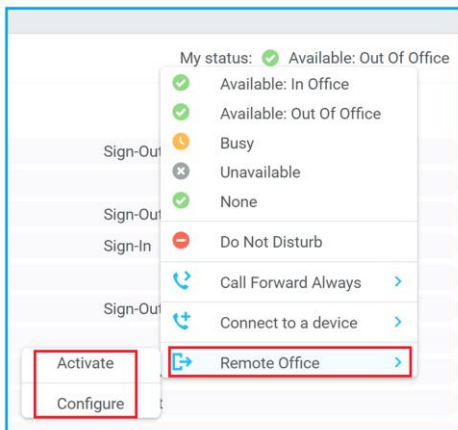 My status: Available: Out Of Office
Available: In Office
Available: Out Of Office
Busy
Sign-Out
Unavailable
None
Sign-Out
Sign-In
Do Not Disturb
Call Forward Always
Sign-Out
Connect to a device
Remote Office
Activate
Configure